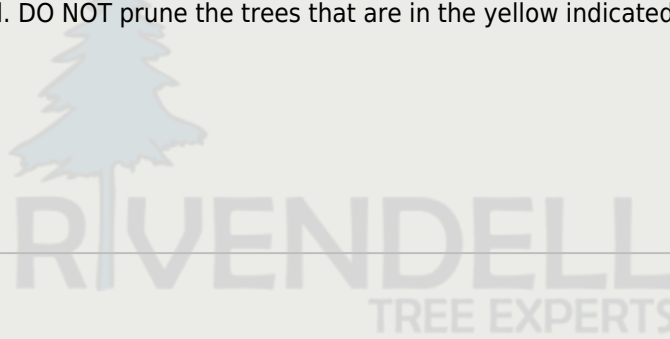 . DO NOT prune the trees that are in the yellow indicated
RIVENDELL
TREE EXPERTS